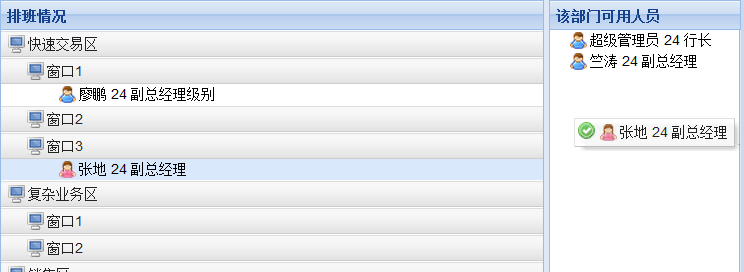 排班情况
快速交易区
窗口1
廖鹏 24 副总经理级别
窗口2
窗口3
张地 24 副总经理
复杂业务区
窗口1
窗口2
该部门可用人员
超级管理员 24 行长
竺涛 24 副总经理
张地 24 副总经理